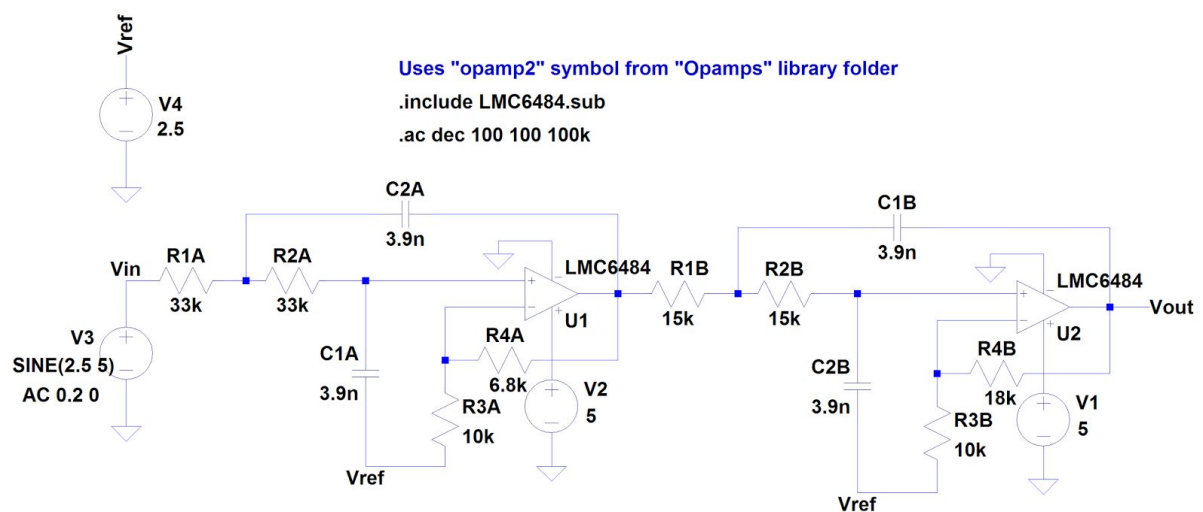 Vref
V4
2.5
Uses "opamp2" symbol from "Opamps" library folder
.include LMC6484.sub
.ac dec 100 100 100k
C2A
3.9n
C1B
3.9n
Vin
R1A
33k
R2A
33k
LMC6484
U1
R1B
15k
R2B
15k
LMC6484
U2
Vout
V3
SINE(2.5 5)
AC 0.2 0
C1A
3.9n
R4A
6.8k
R3A
10k
V2
5
Vref
C2B
3.9n
R4B
18k
R3B
10k
V1
5
Vref